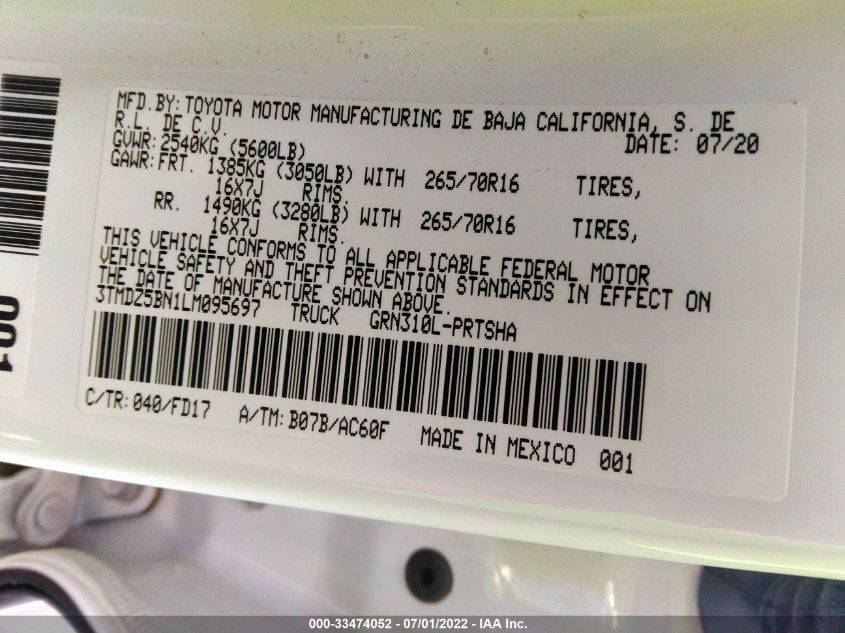 MFD.BY:TOYOTA MOTOR MANUFACTURING DE BAJA CALIFORNIA, S. DE
R.L. DE C.V. DATE: 07/20
GVWR:2540KG (5600LB)
GAWR:FRT. 1385KG (3050LB) WITH 265/70R16 TIRES,
16X7J RIMS.
RR. 1490KG (3280LB) WITH 265/70R16 TIRES,
16X7J RIMS.
THIS VEHICLE CONFORMS TO ALL APPLICABLE FEDERAL MOTOR
VEHICLE SAFETY AND THEFT PREVENTION STANDARDS IN EFFECT ON
THE DATE OF MANUFACTURE SHOWN ABOVE.
3TMDZ5BN1LM095697 TRUCK GRN310L-PRTSHA
C/TR:040/FD17 A/TM:B07B/AC60F MADE IN MEXICO 001
001
000-33474052 - 07/01/2022 - IAA Inc.